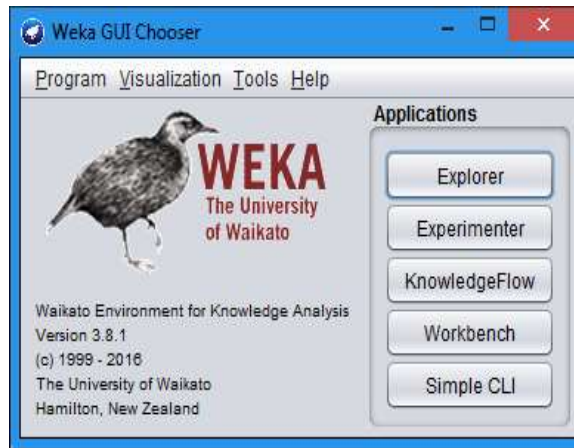 Weka GUI Chooser
Program Visualization Tools Help
WEKA
The University
of Waikato
Waikato Environment for Knowledge Analysis
Version 3.8.1
(c) 1999 - 2016
The University of Waikato
Hamilton, New Zealand
Applications
Explorer
Experimenter
KnowledgeFlow
Workbench
Simple CLI